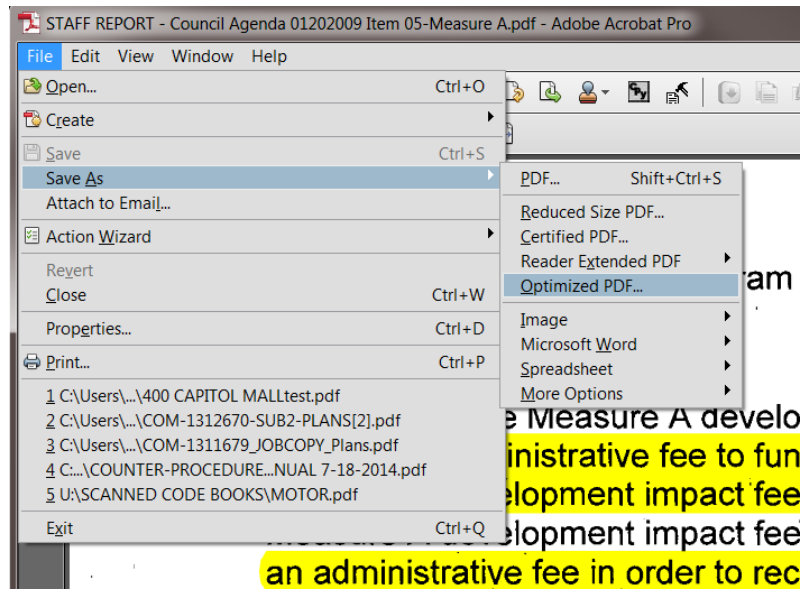 STAFF REPORT - Council Agenda 01202009 Item 05-Measure A.pdf - Adobe Acrobat Pro
File Edit View Window Help
Open... Ctrl+O
Create
Save Ctrl+S
Save As
Attach to Email...
Action Wizard
Revert
Close Ctrl+W
Properties... Ctrl+D
Print... Ctrl+P
1 C:\Users\...\400 CAPITOL MALLtest.pdf
2 C:\Users\...\COM-1312670-SUB2-PLANS[2].pdf
3 C:\Users\...\COM-1311679_JOBCOPY_Plans.pdf
4 C:...\COUNTER-PROCEDURE...NUAL 7-18-2014.pdf
5 U:\SCANNED CODE BOOKS\MOTOR.pdf
Exit Ctrl+Q
PDF... Shift+Ctrl+S
Reduced Size PDF...
Certified PDF...
Reader Extended PDF
Optimized PDF...
Image
Microsoft Word
Spreadsheet
More Options
am
e Measure A develo
inistrative fee to fun
elopment impact fee
elopment impact fee
an administrative fee in order to rec